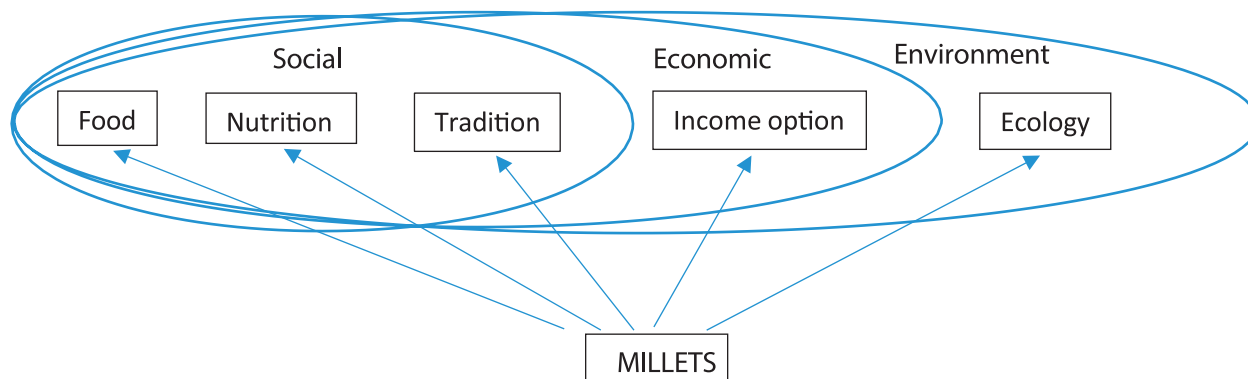 Social
Economic
Environment
Food
Nutrition
Tradition
Income option
Ecology
MILLETS